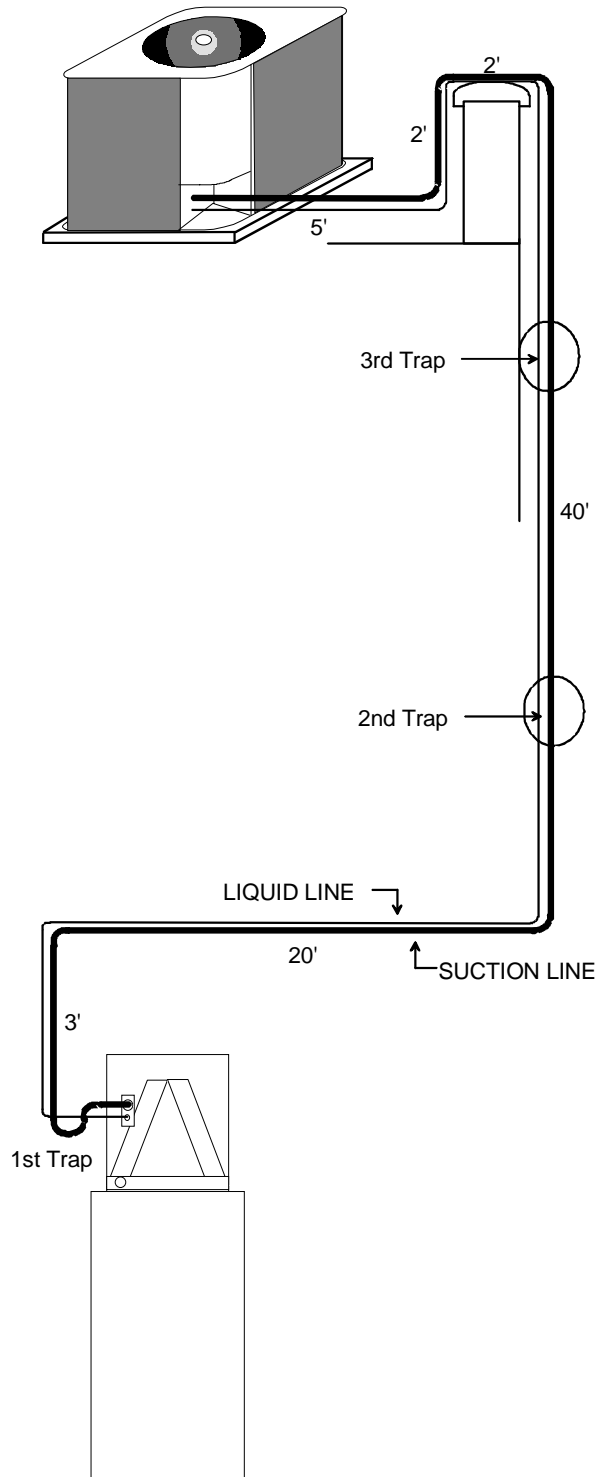 2'
2'
5'
3rd Trap
40'
2nd Trap
LIQUID LINE
20'
SUCTION LINE
3'
1st Trap